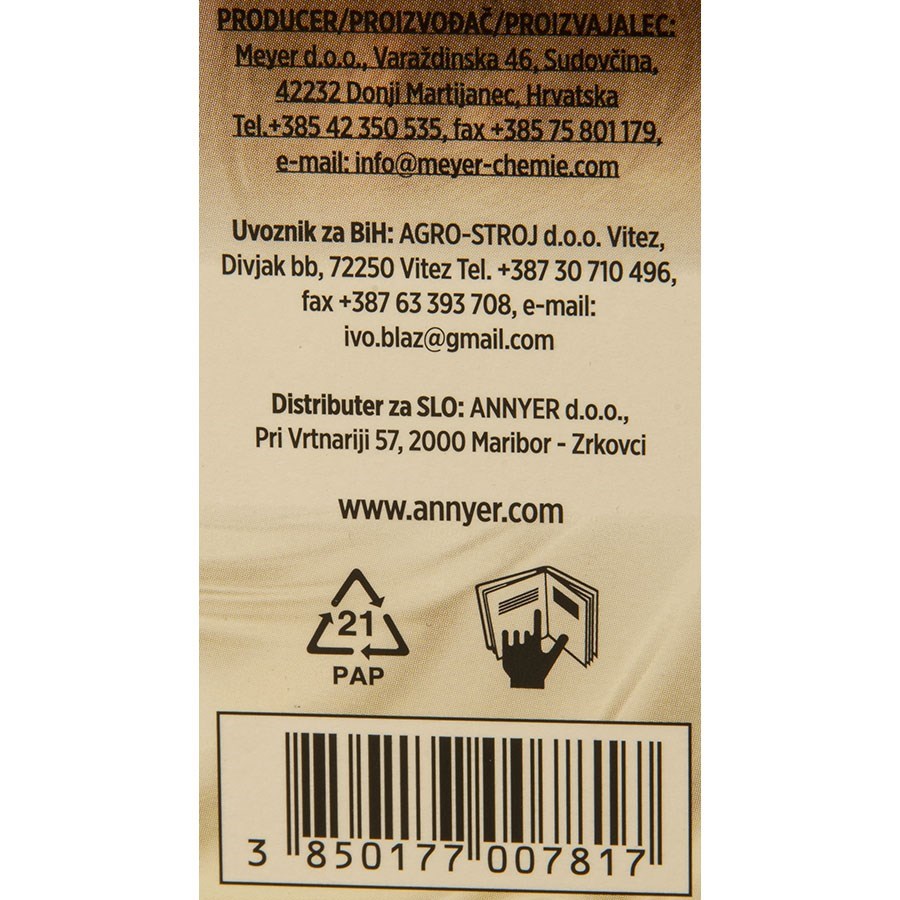 PRODUCER/PROIZVOĐAČ/PROIZVAJALEC:
Meyer d.o.o., Varaždinska 46, Sudovčina,
42232 Donji Martijanec, Hrvatska
Tel.+385 42 350 535, fax +385 75 801 179,
e-mail: info@meyer-chemie.com
Uvoznik za BiH: AGRO-STROJ d.o.o. Vitez,
Divjak bb, 72250 Vitez Tel. +387 30 710 496,
fax +387 63 393 708, e-mail:
ivo.blaz@gmail.com
Distributer za SLO: ANNYER d.o.o.,
Pri Vrtnariji 57, 2000 Maribor - Zrkovci
www.annyer.com
21
PAP
3 850177 007817